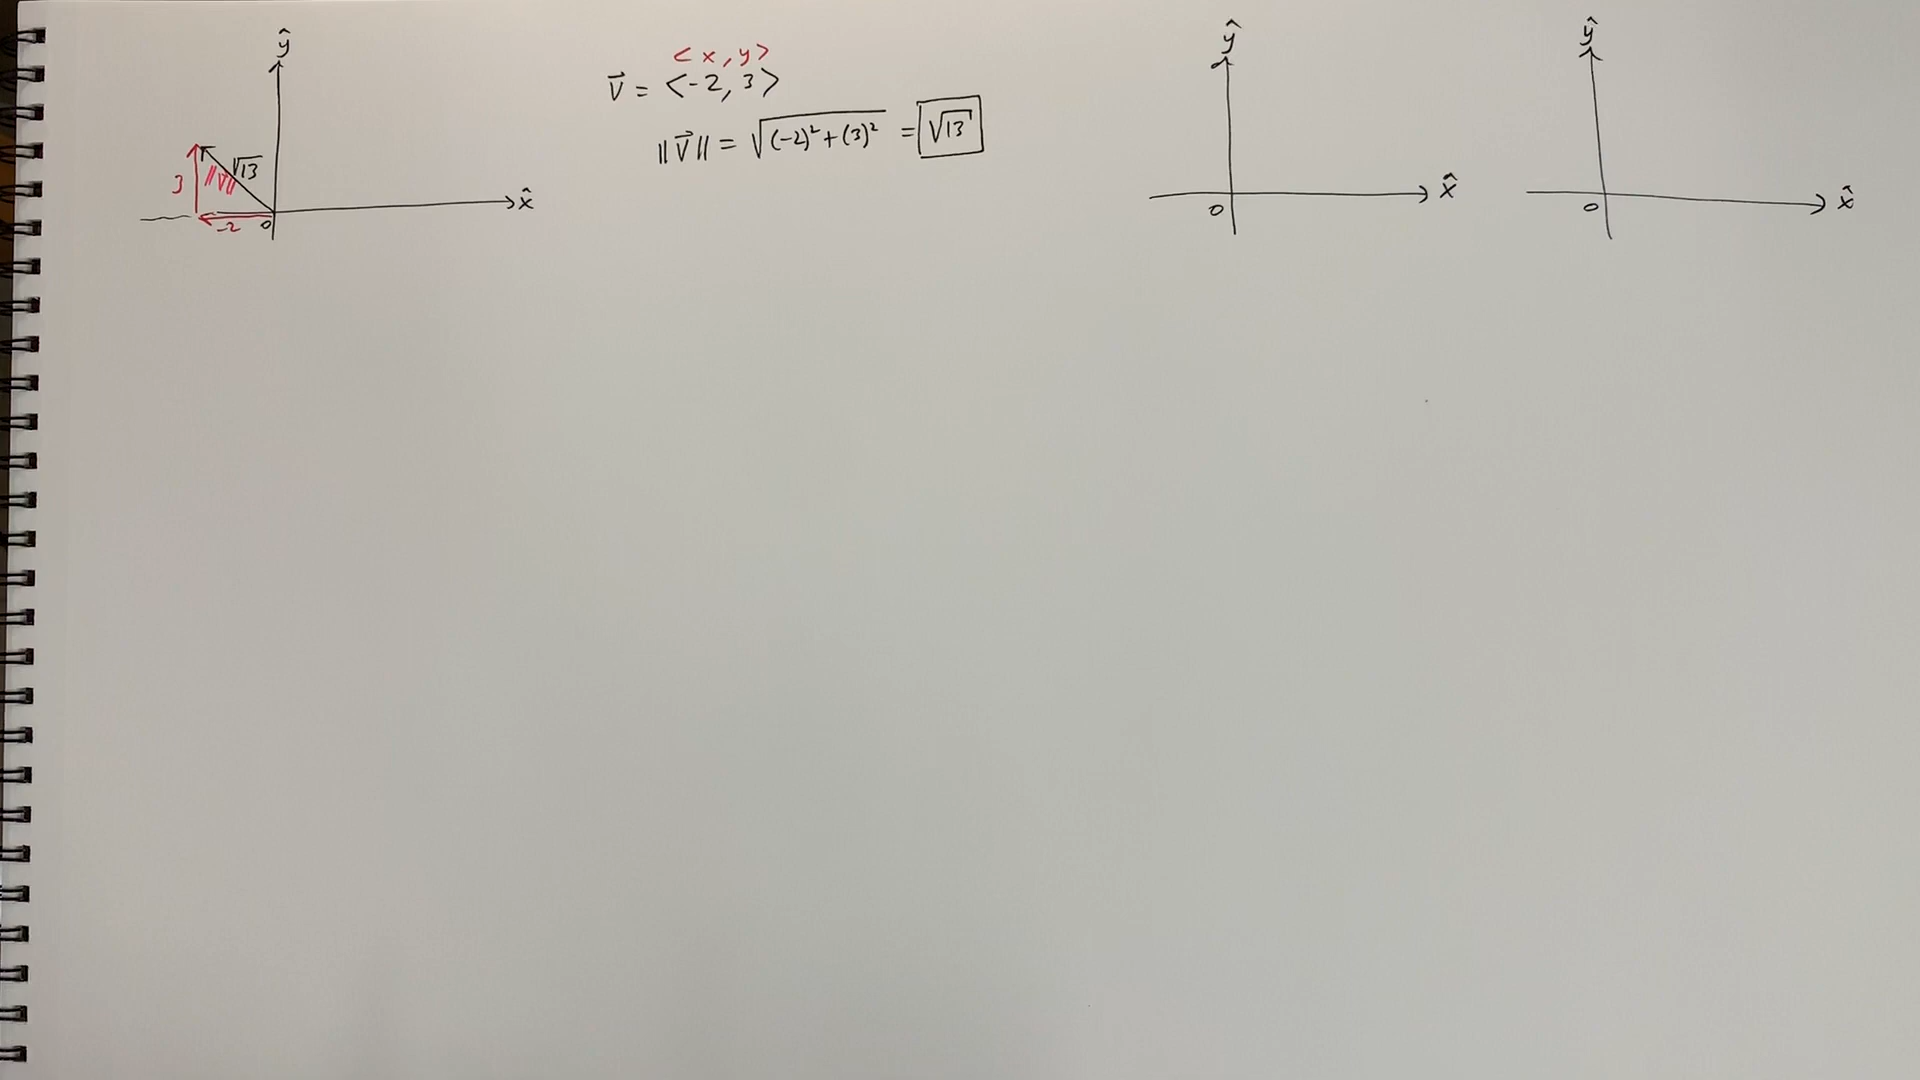 ŷ
3
||v⃗||
√13
-2
0
x̂
<x, y>
v⃗ = <-2, 3>
||v⃗|| = √((-2)² + (3)²) = √13
ŷ
0
x̂
ŷ
0
x̂